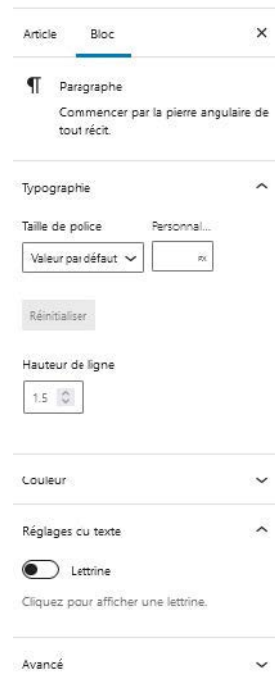 Article Bloc
Paragraphe
Commencer par la pierre angulaire de
tout récit.
Typographie
Taille de police Personnal...
Valeur par défaut px
Réinitialiser
Hauteur de ligne
1.5
Couleur
Réglages cu texte
Lettrine
Cliquez pour afficher une lettrine.
Avancé